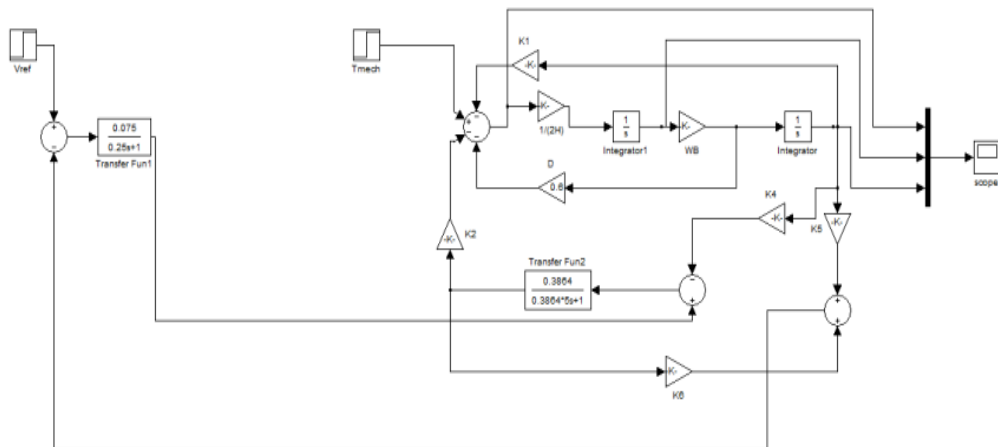 K1
-K-
Vref
Tmech
0.075
0.25s+1
Transfer Fun1
K-
1/(2H)
1
s
Integrator1
K-
WB
1
s
Integrator
scope
D
0.6
K4
-K-
-K-
K5
-K-
K2
Transfer Fun2
0.3864
0.3864*5s+1
K-
K6